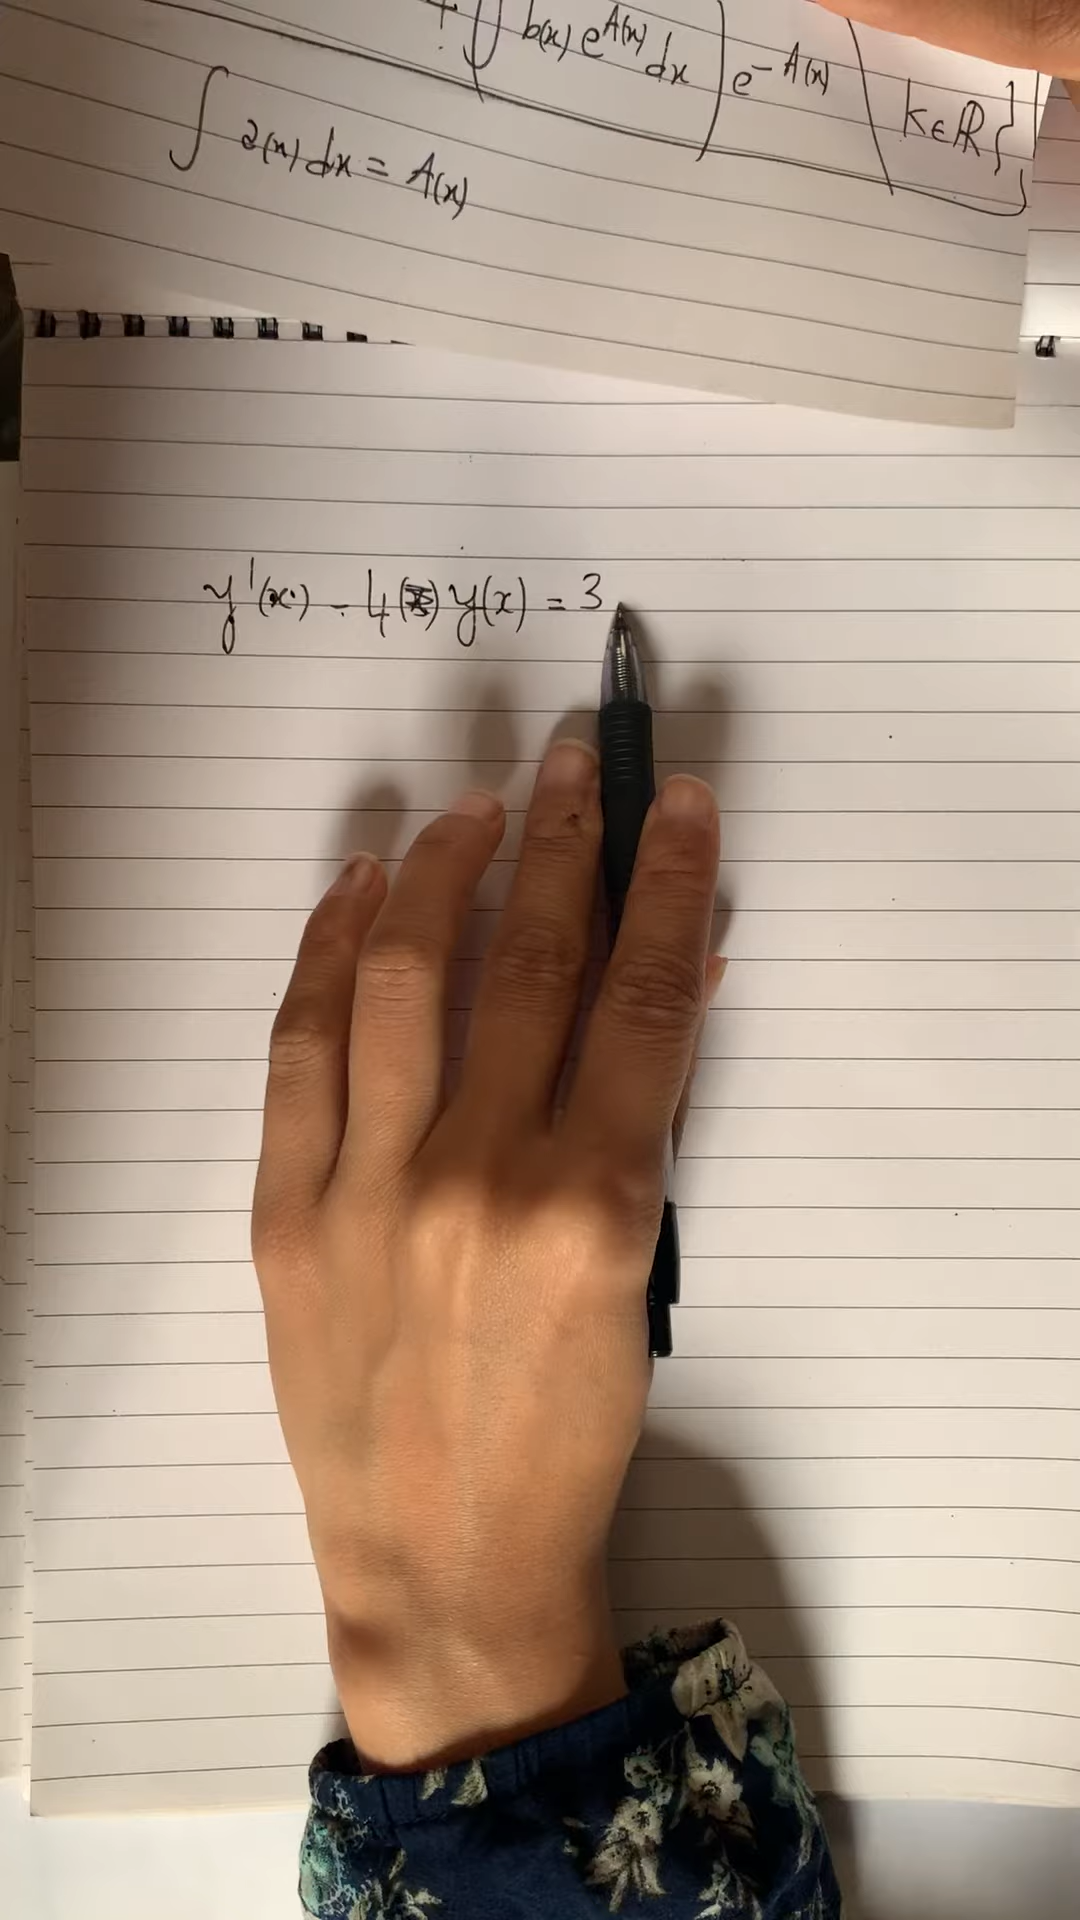 ∫ b(x) e^{A(x)} dx ) e^{-A(x)} \ k∈ℝ }
∫ a(x) dx = A(x)
y'(x) - 4 y(x) = 3